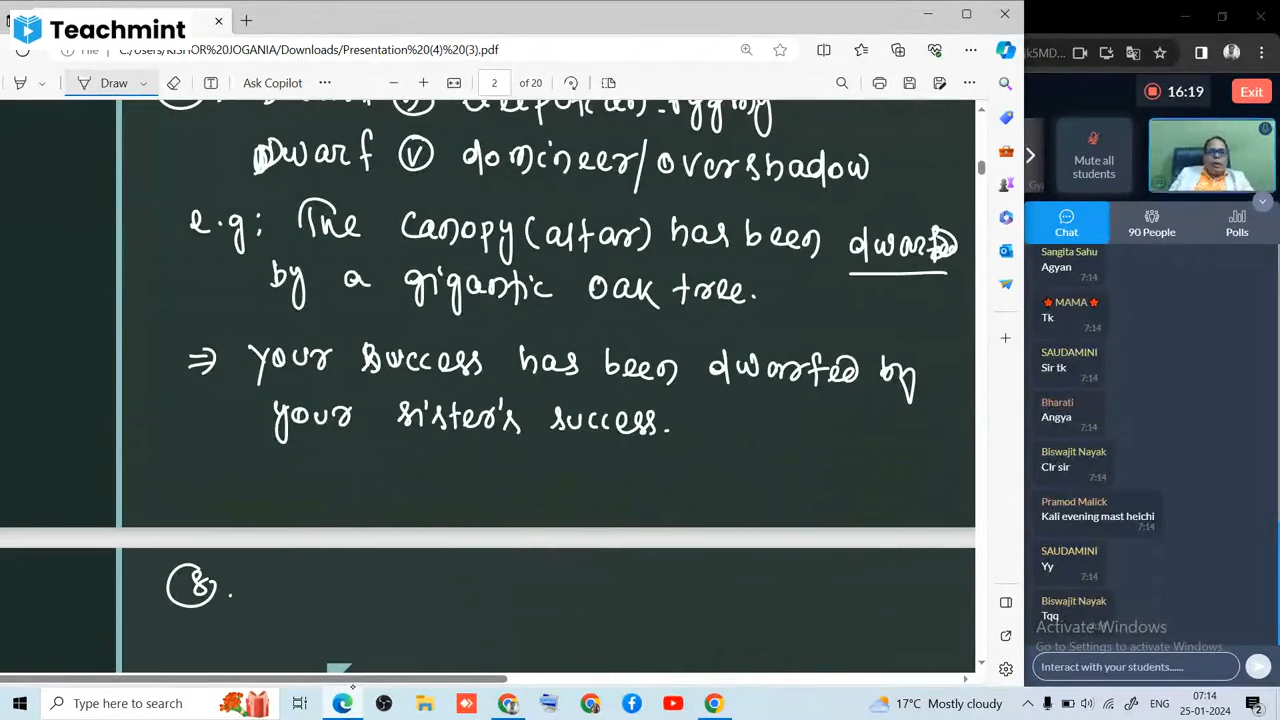 Teachmint
File C:/Users/KISHOR%20JOGANIA/Downloads/Presentation%20(4)%20(3).pdf
Draw
Ask Copilot
2 of 20
Dwarf (v) domineer/overshadow
e.g: The canopy(altar) has been dwarfed
by a gigantic oak tree.
⇒ your success has been dwarfed by
your sister's success.
8.
k5MD
16:19
Exit
Mute all
students
Chat
90 People
Polls
Sangita Sahu
Agyan
7:14
MAMA
Tk
7:14
SAUDAMINI
Sir tk
7:14
Bharati
Angya
7:14
Biswajit Nayak
Clr sir
7:14
Pramod Malick
Kali evening mast heichi
7:14
SAUDAMINI
Yy
7:14
Biswajit Nayak
Tqq
Activate Windows
Go to Settings to activate Windows.
Interact with your students......
Type here to search
17°C Mostly cloudy
ENG
07:14
25-01-2024
2